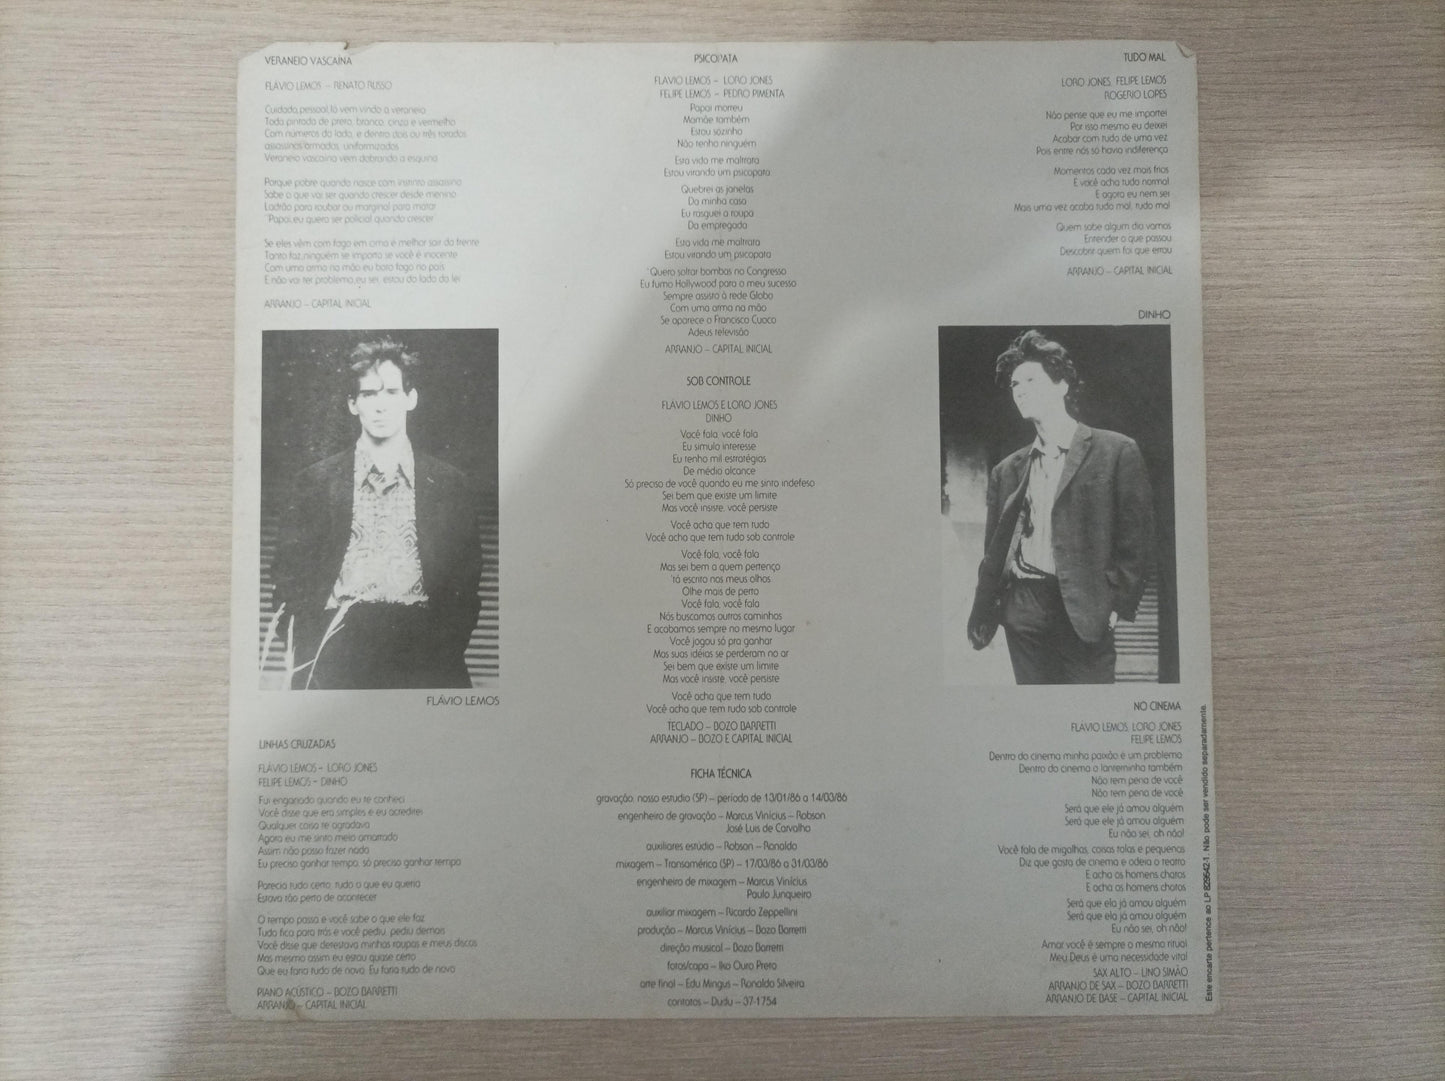 VERANEIO VASCAÍNA
FLÁVIO LEMOS – RENATO RUSSO
Cuidado, pessoal, lá vem vindo a veraneio
Toda pintada de preto, branco, cinza e vermelho
Com números do lado, e dentro dois ou três tarados
assassinos armados, uniformizados
Veraneio vascaína vem dobrando a esquina
Porque pobre quando nasce com instinto assassino
Sabe o que vai ser quando crescer desde menino
Ladrão para roubar ou marginal para matar
"Papai, eu quero ser policial quando crescer
Se eles vêm com fogo em cima é melhor sair da frente
Tanto faz, ninguém se importa se você é inocente
Com uma arma na mão eu boto fogo no país
E não vai ter problema, eu sei, estou do lado da lei
ARRANJO – CAPITAL INICIAL
FLÁVIO LEMOS
LINHAS CRUZADAS
FLÁVIO LEMOS – LORO JONES
FELIPE LEMOS – DINHO
Fui enganado quando eu te conheci
Você disse que era simples e eu acreditei
Qualquer coisa te agradava
Agora eu me sinto meio amarrado
Assim não posso fazer nada
Eu preciso ganhar tempo, só preciso ganhar tempo
Parecia tudo certo, tudo o que eu queria
Estava tão perto de acontecer
O tempo passa e você sabe o que ele faz
Tudo fica para trás e você pediu, pediu demais
Você disse que detestava minhas roupas e meus discos
Mas mesmo assim eu estou quase certo
Que eu faria tudo de novo. Eu faria tudo de novo
PIANO ACÚSTICO – BOZO BARRETTI
ARRANJO – CAPITAL INICIAL
PSICOPATA
FLÁVIO LEMOS – LORO JONES
FELIPE LEMOS – PEDRO PIMENTA
Papai morreu
Mamãe também
Estou sozinho
Não tenho ninguém
Esta vida me maltrata
Estou virando um psicopata
Quebrei as janelas
Da minha casa
Eu rasguei a roupa
Da empregada
Esta vida me maltrata
Estou virando um psicopata
"Quero soltar bombas no Congresso
Eu fumo Hollywood para o meu sucesso
Sempre assisto à rede Globo
Com uma arma na mão
Se aparece o Francisco Cuoco
Adeus televisão
ARRANJO – CAPITAL INICIAL
SOB CONTROLE
FLÁVIO LEMOS E LORO JONES
DINHO
Você fala, você fala
Eu simulo interesse
Eu tenho mil estratégias
De médio alcance
Só preciso de você quando eu me sinto indefeso
Sei bem que existe um limite
Mas você insiste, você persiste
Você acha que tem tudo
Você acha que tem tudo sob controle
Você fala, você fala
Mas sei bem a quem pertenço
'tá escrito nos meus olhos
Olhe mais de perto
Você fala, você fala
Nós buscamos outros caminhos
E acabamos sempre no mesmo lugar
Você jogou só pra ganhar
Mas suas idéias se perderam no ar
Sei bem que existe um limite
Mas você insiste, você persiste
Você acha que tem tudo
Você acha que tem tudo sob controle
TECLADO – BOZO BARRETTI
ARRANJO – BOZO E CAPITAL INICIAL
FICHA TÉCNICA
gravação, nosso estudio (SP) – periodo de 13/01/86 a 14/03/86
engenheiro de gravação – Marcus Vinícius – Robson
José Luis de Carvalho
auxiliares estúdio – Robson – Ronaldo
mixagem – Transamérica (SP) – 17/03/86 a 31/03/86
engenheiro de mixagem – Marcus Vinícius
Paulo Junqueiro
auxiliar mixagem – Ricardo Zeppellini
produção – Marcus Vinícius – Bozo Barretti
direção musical – Bozo Barretti
fotos/capa – Iko Ouro Preto
arte final – Edu Mingus – Ronaldo Silveira
contatos – Dudu – 37-1754
TUDO MAL
LORO JONES, FELIPE LEMOS
ROGERIO LOPES
Não pense que eu me importei
Por isso mesmo eu deixei
Acabar com tudo de uma vez
Pois entre nós só havia indiferença
Momentos cada vez mais frios
E você acha tudo normal
E agora eu nem sei
Mais uma vez acaba tudo mal, tudo mal
Quem sabe algum dia vamos
Entender o que passou
Descobrir quem foi que errou
ARRANJO – CAPITAL INICIAL
DINHO
NO CINEMA
FLAVIO LEMOS, LORO JONES
FELIPE LEMOS
Dentro do cinema minha paixão é um problema
Dentro do cinema o lanterninha também
Não tem pena de você
Não tem pena de você
Será que ele já amou alguém
Será que ele já amou alguém
Eu não sei, oh não!
Você fala de migalhas, coisas tolas e pequenas
Diz que gosta de cinema e odeia o teatro
E acha os homens chatos
E acha os homens chatos
Será que ela já amou alguém
Será que ela já amou alguém
Eu não sei, oh não!
Amar você é sempre o mesmo ritual
Meu Deus é uma necessidade vital
SAX ALTO – LINO SIMÃO
ARRANJO DE SAX – BOZO BARRETTI
ARRANJO DE BASE – CAPITAL INICIAL
Este encarte pertence ao LP 829542-1. Não pode ser vendido separadamente.